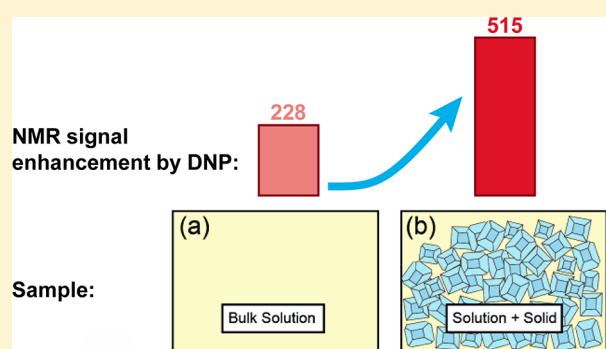 515
228
NMR signal
enhancement by DNP:
(a)
(b)
Sample:
Bulk Solution
Solution + Solid